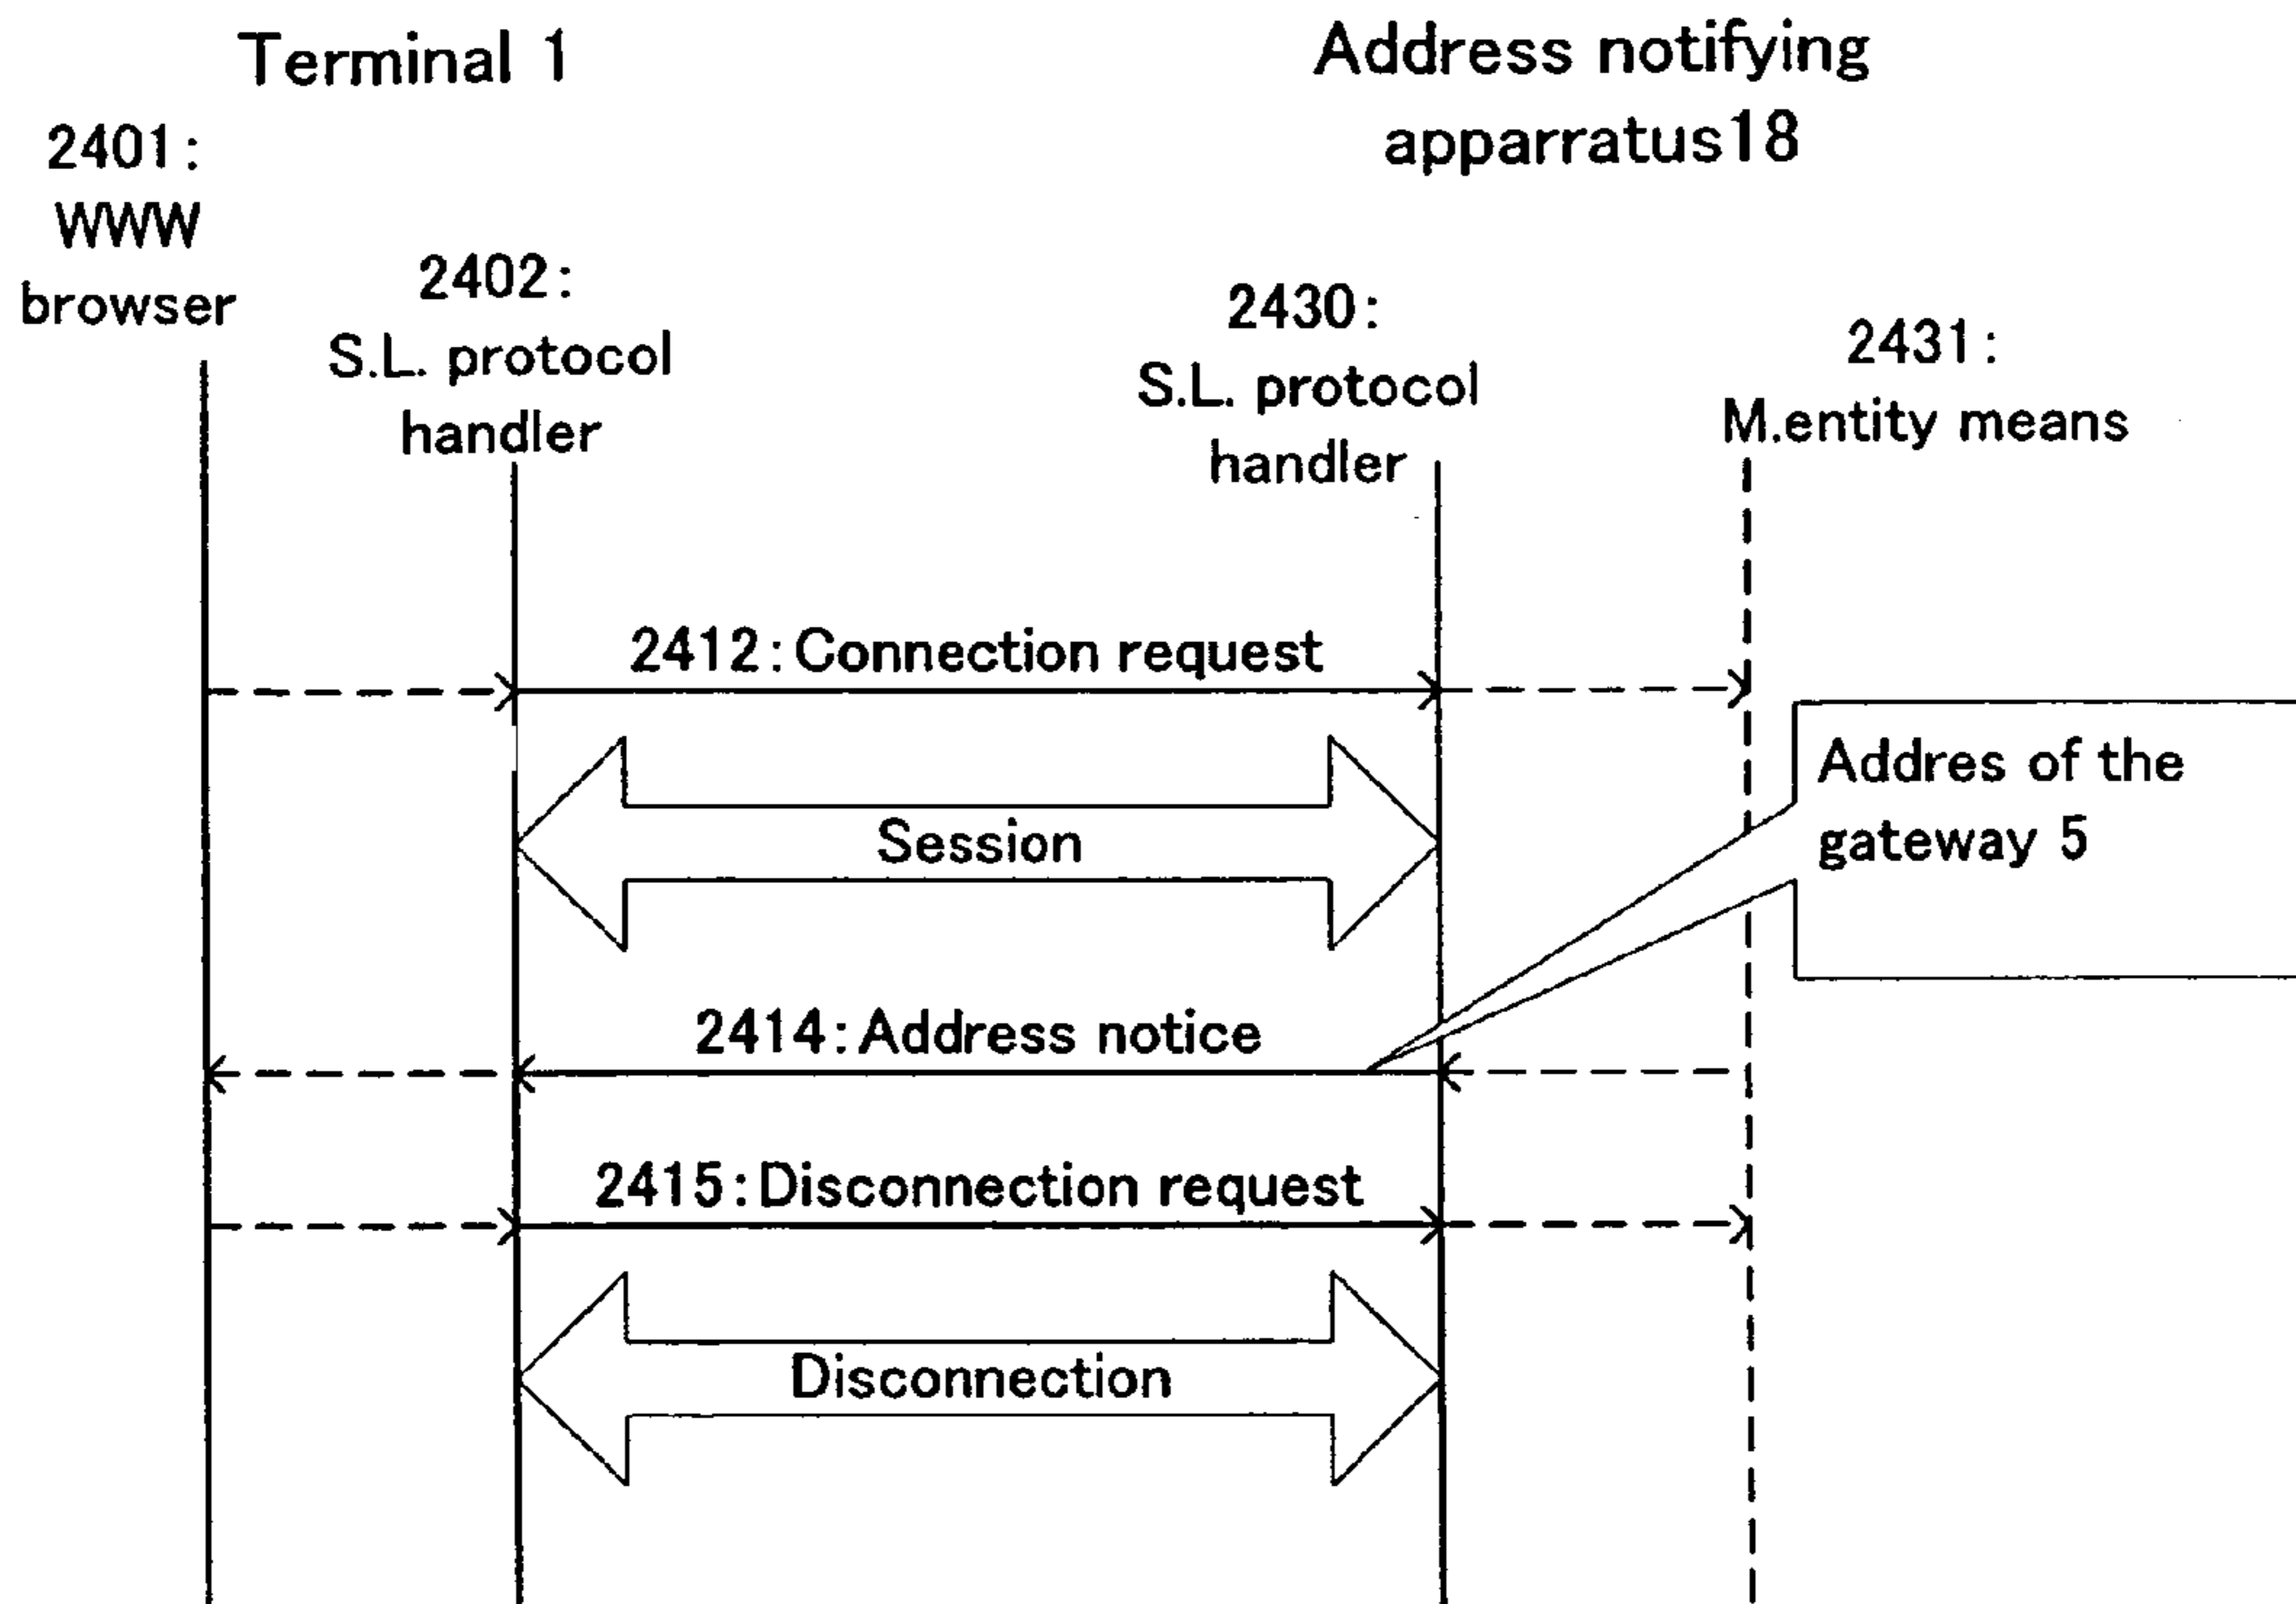 Terminal 1
Address notifying
apparratus18
2401:
WWW
browser
2402:
S.L. protocol
handler
2430:
S.L. protocol
handler
2431:
M.entity means
2412:Connection request
Addres of the
gateway 5
Session
2414:Address notice
2415:Disconnection request
Disconnection